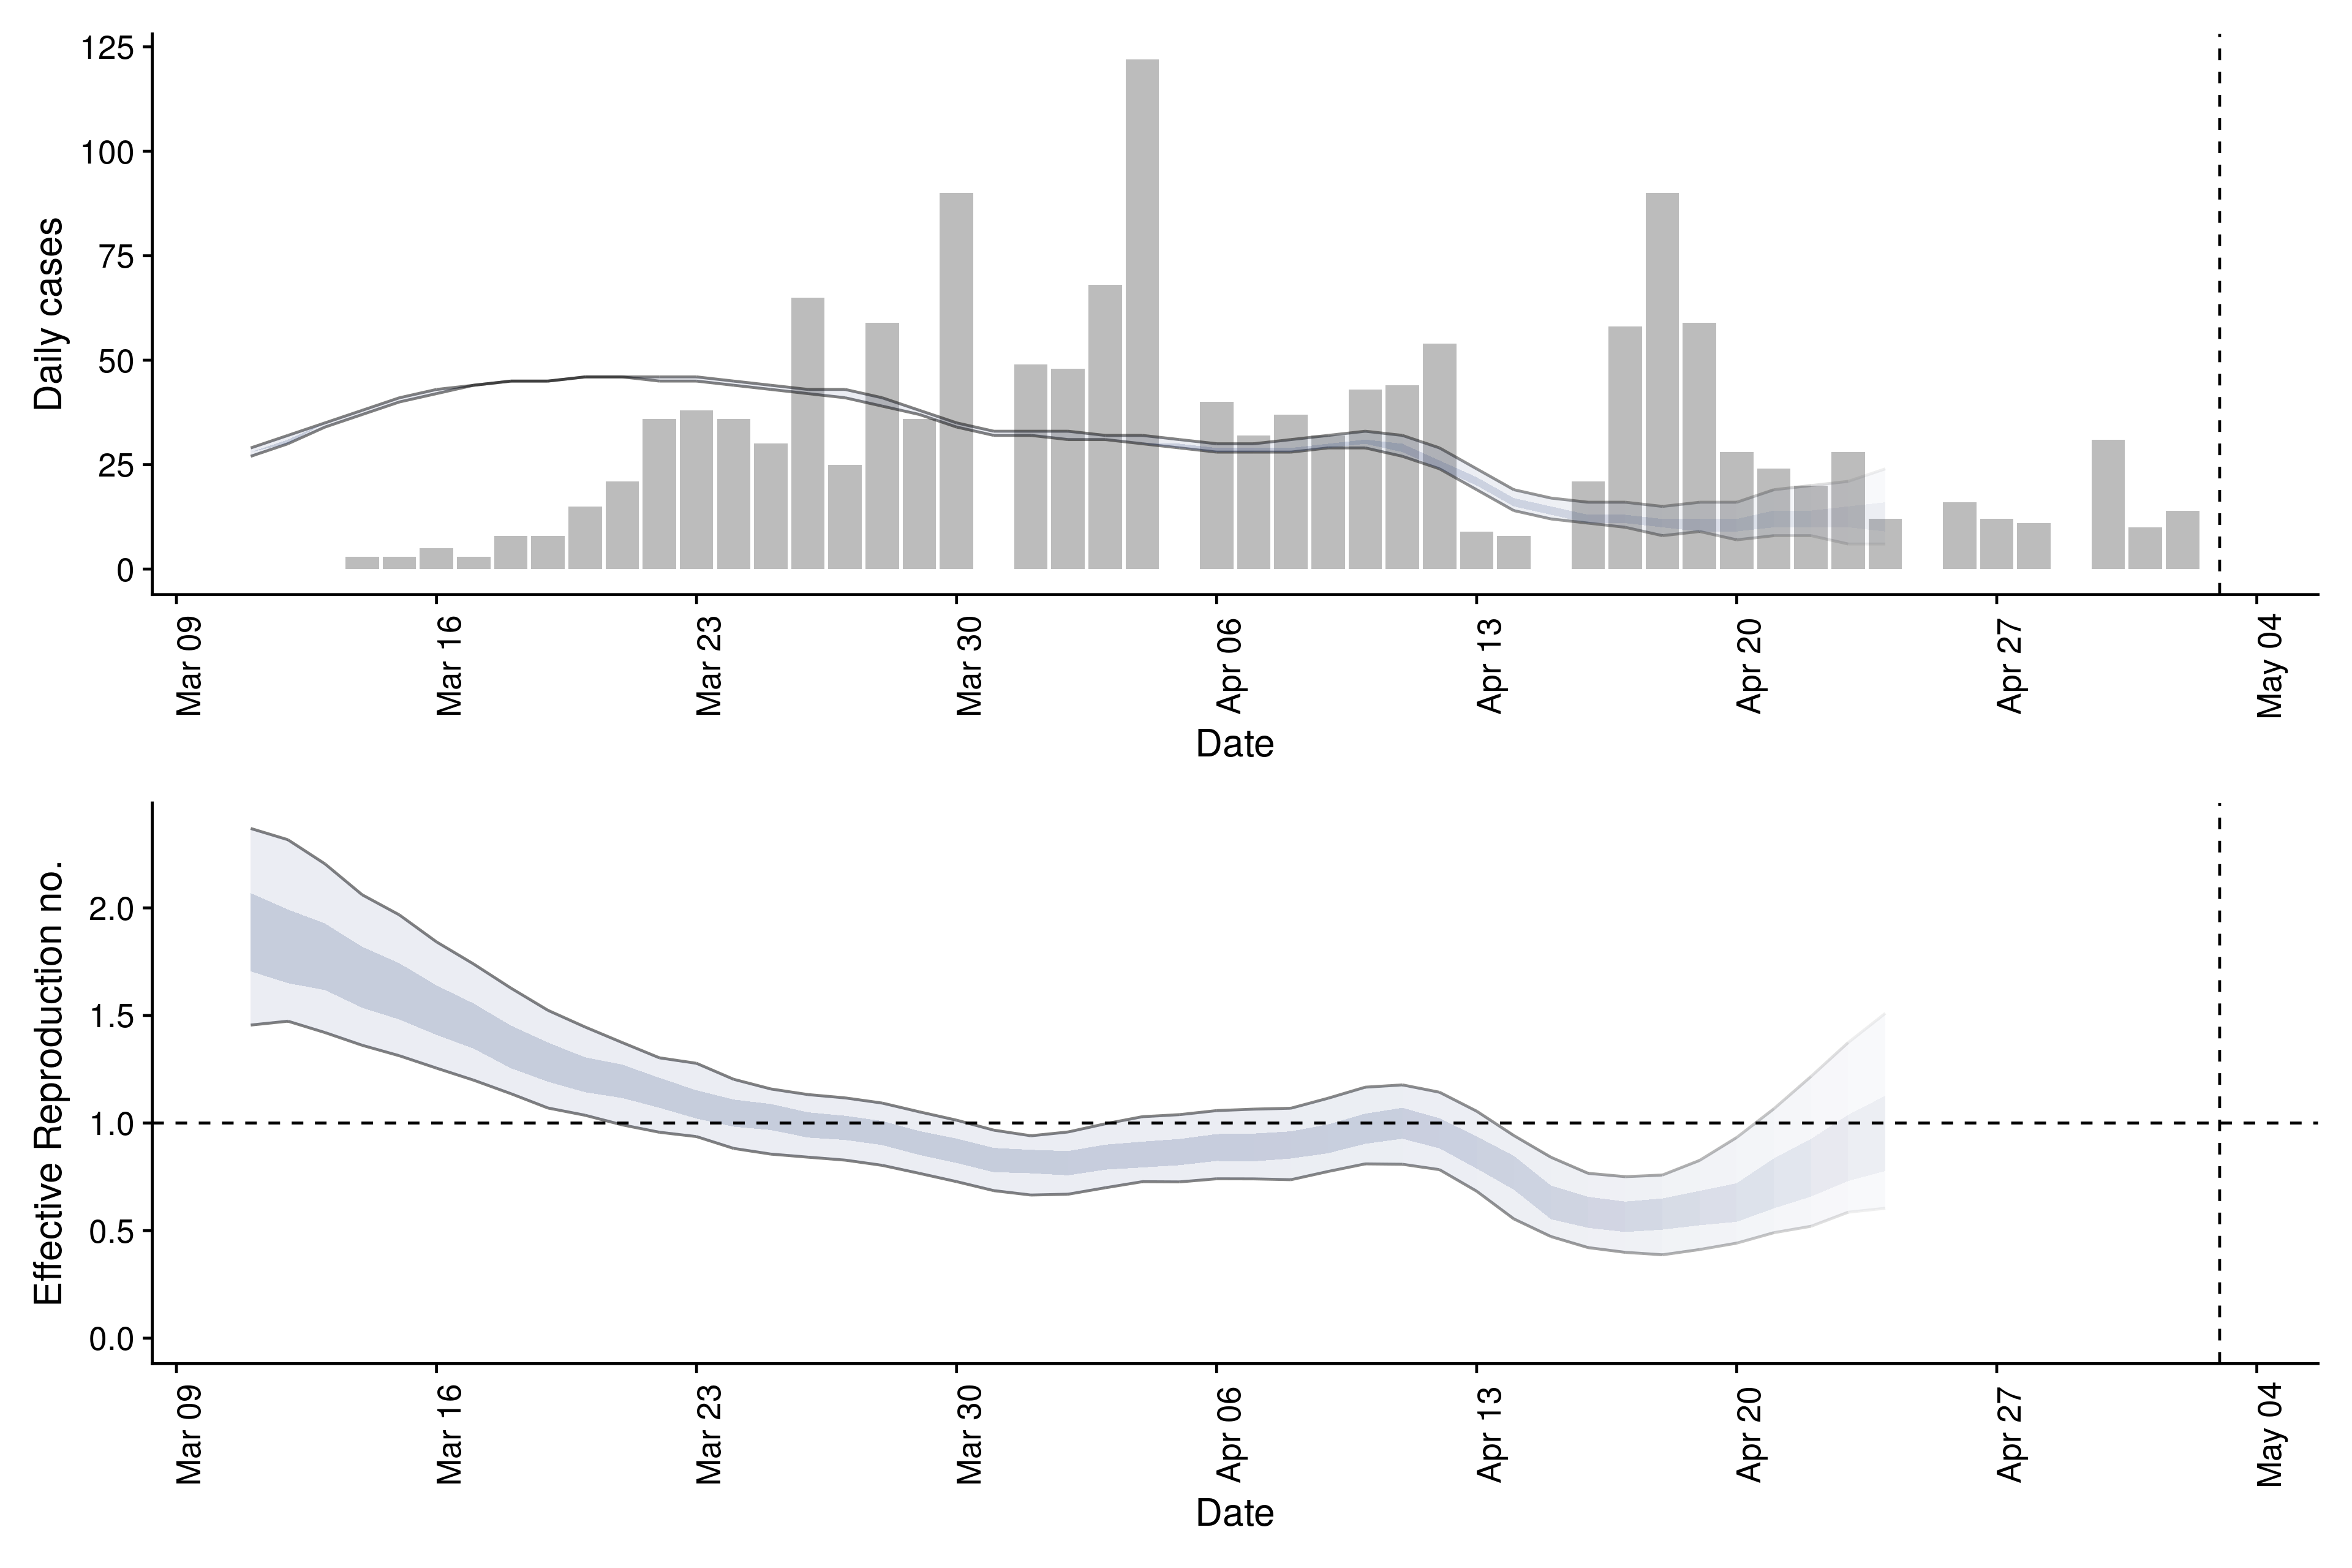 Daily cases
125
100
75
50
25
0
Mar 09
Mar 16
Mar 23
Mar 30
Apr 06
Apr 13
Apr 20
Apr 27
May 04
Date
Effective Reproduction no.
2.0
1.5
1.0
0.5
0.0
Mar 09
Mar 16
Mar 23
Mar 30
Apr 06
Apr 13
Apr 20
Apr 27
May 04
Date